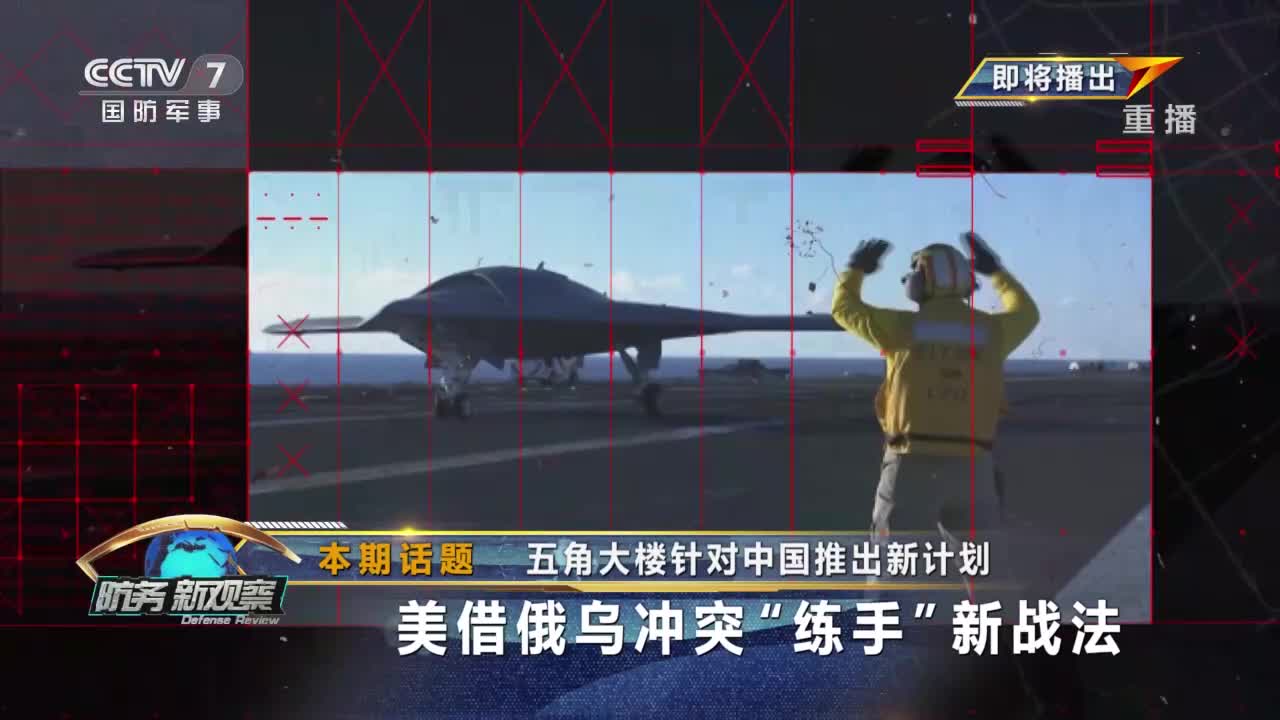 CCTV 7
国防军事
即将播出
重播
本期话题 五角大楼针对中国推出新计划
防务新观察
Defense Review
美借俄乌冲突“练手”新战法